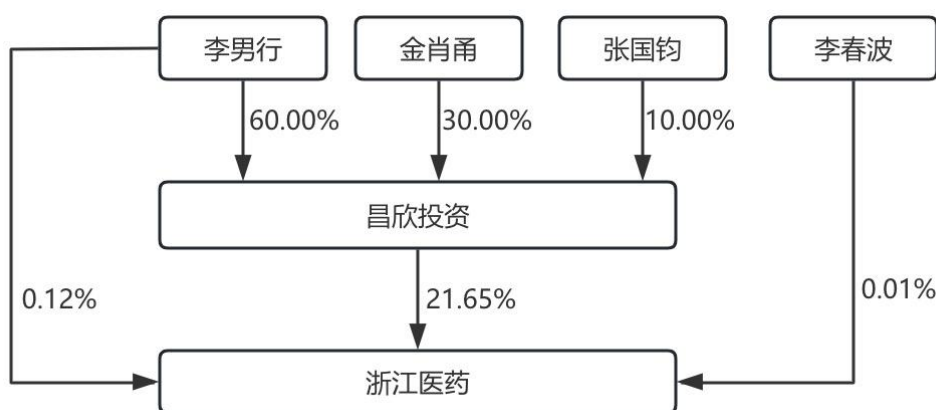 李男行
金肖甬
张国钧
李春波
60.00%
30.00%
10.00%
昌欣投资
0.12%
21.65%
0.01%
浙江医药